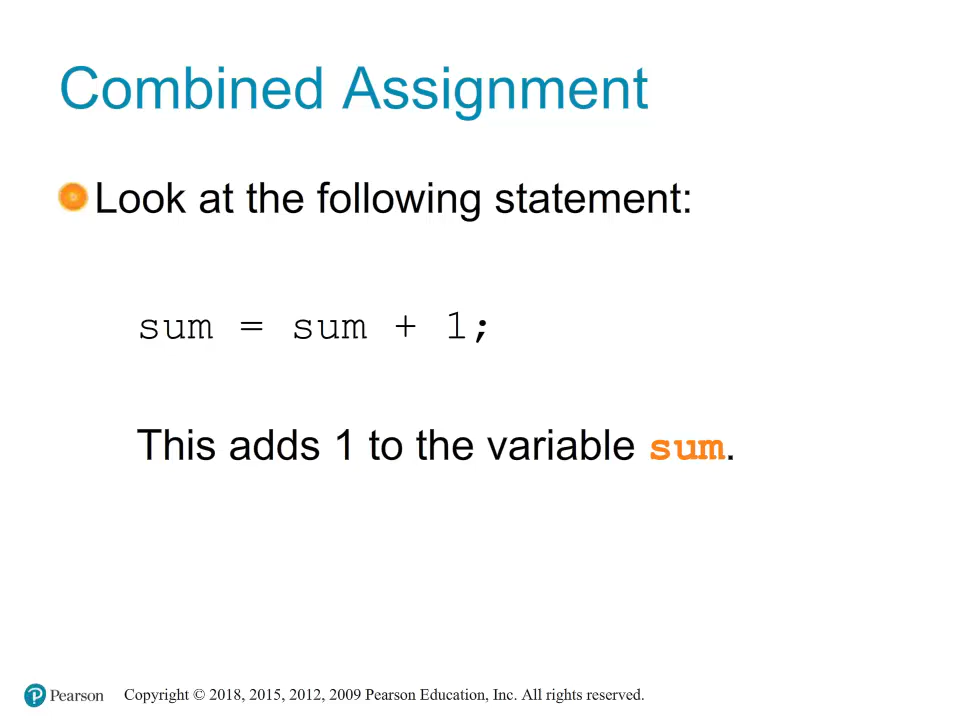 Combined Assignment
Look at the following statement:
sum = sum + 1;
This adds 1 to the variable sum.
Pearson Copyright © 2018, 2015, 2012, 2009 Pearson Education, Inc. All rights reserved.